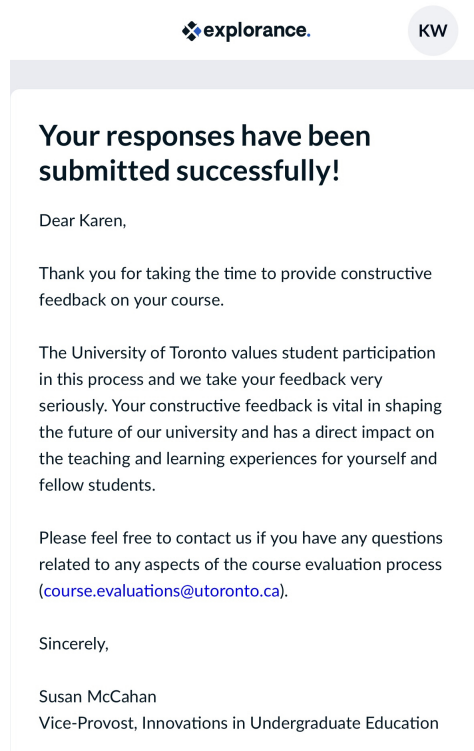 explorance.
KW
Your responses have been
submitted successfully!
Dear Karen,
Thank you for taking the time to provide constructive
feedback on your course.
The University of Toronto values student participation
in this process and we take your feedback very
seriously. Your constructive feedback is vital in shaping
the future of our university and has a direct impact on
the teaching and learning experiences for yourself and
fellow students.
Please feel free to contact us if you have any questions
related to any aspects of the course evaluation process
(course.evaluations@utoronto.ca).
Sincerely,
Susan McCahan
Vice-Provost, Innovations in Undergraduate Education